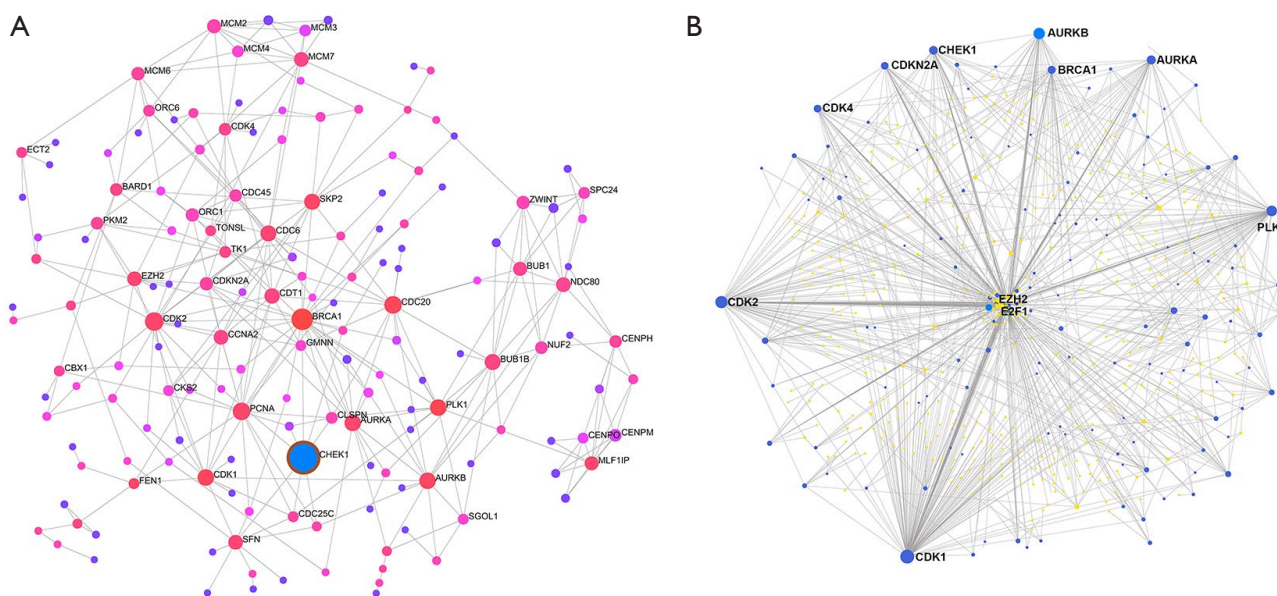 A
MCM2
MCM3
MCM4
MCM7
MCM6
ORC6
CDK4
ECT2
BARD1
CDC45
SKP2
ZWINT
SPC24
PKM2
ORC1
TONSL
CDC6
TK1
BUB1
EZH2
CDKN2A
NDC80
CDT1
CDC20
CDK2
BRCA1
CCNA2
GMNN
NUF2
CENPH
BUB1B
CBX1
CKS2
PCNA
CLSPN
AURKA
PLK1
CENPO
CENPM
CHEK1
MLF1IP
FEN1
CDK1
AURKB
CDC25C
SGOL1
SFN
B
AURKB
CHEK1
CDKN2A
BRCA1
AURKA
CDK4
PLK
CDK2
EZH2
E2F1
CDK1